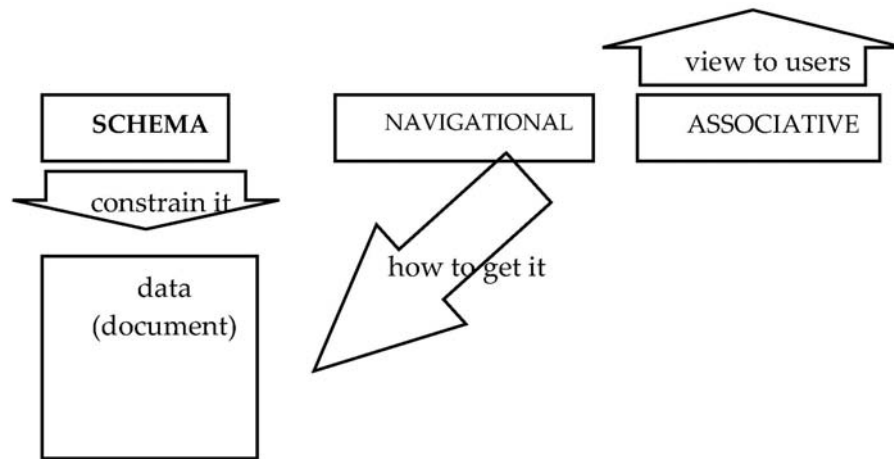 view to users
SCHEMA
NAVIGATIONAL
ASSOCIATIVE
constrain it
how to get it
data
(document)